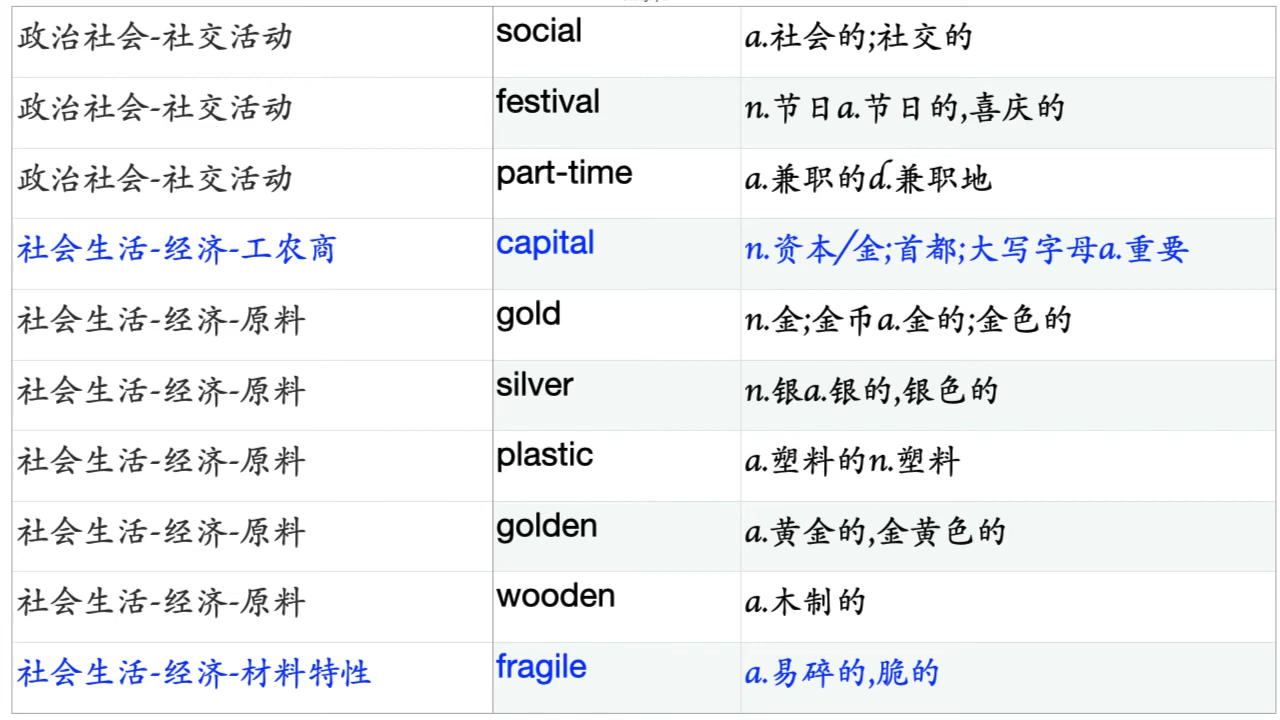 政治社会-社交活动 social a.社会的;社交的
政治社会-社交活动 festival n.节日a.节日的,喜庆的
政治社会-社交活动 part-time a.兼职的d.兼职地
社会生活-经济-工农商 capital n.资本/金;首都;大写字母a.重要
社会生活-经济-原料 gold n.金;金币a.金的;金色的
社会生活-经济-原料 silver n.银a.银的,银色的
社会生活-经济-原料 plastic a.塑料的n.塑料
社会生活-经济-原料 golden a.黄金的,金黄色的
社会生活-经济-原料 wooden a.木制的
社会生活-经济-材料特性 fragile a.易碎的,脆的